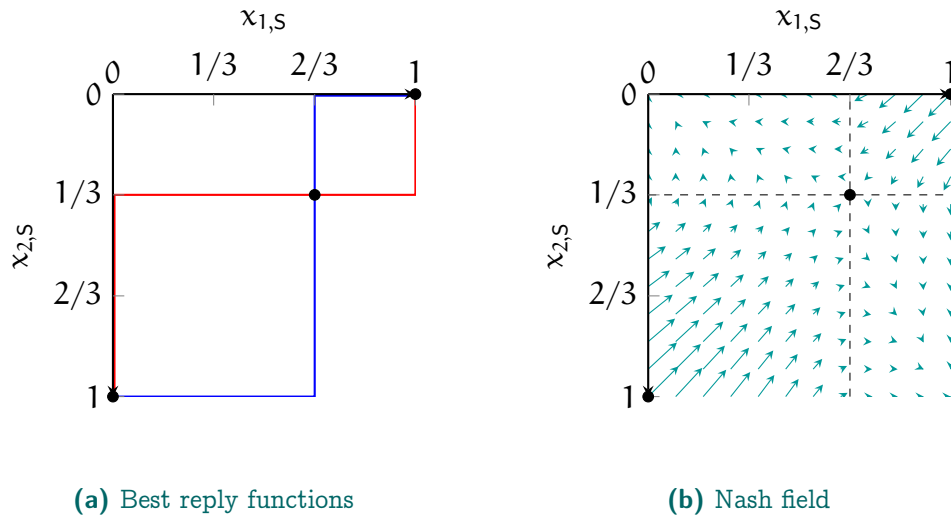 x1,S
0 1/3 2/3 1
0
1/3
x2,S
2/3
1
(a) Best reply functions
x1,S
0 1/3 2/3 1
0
1/3
x2,S
2/3
1
(b) Nash field